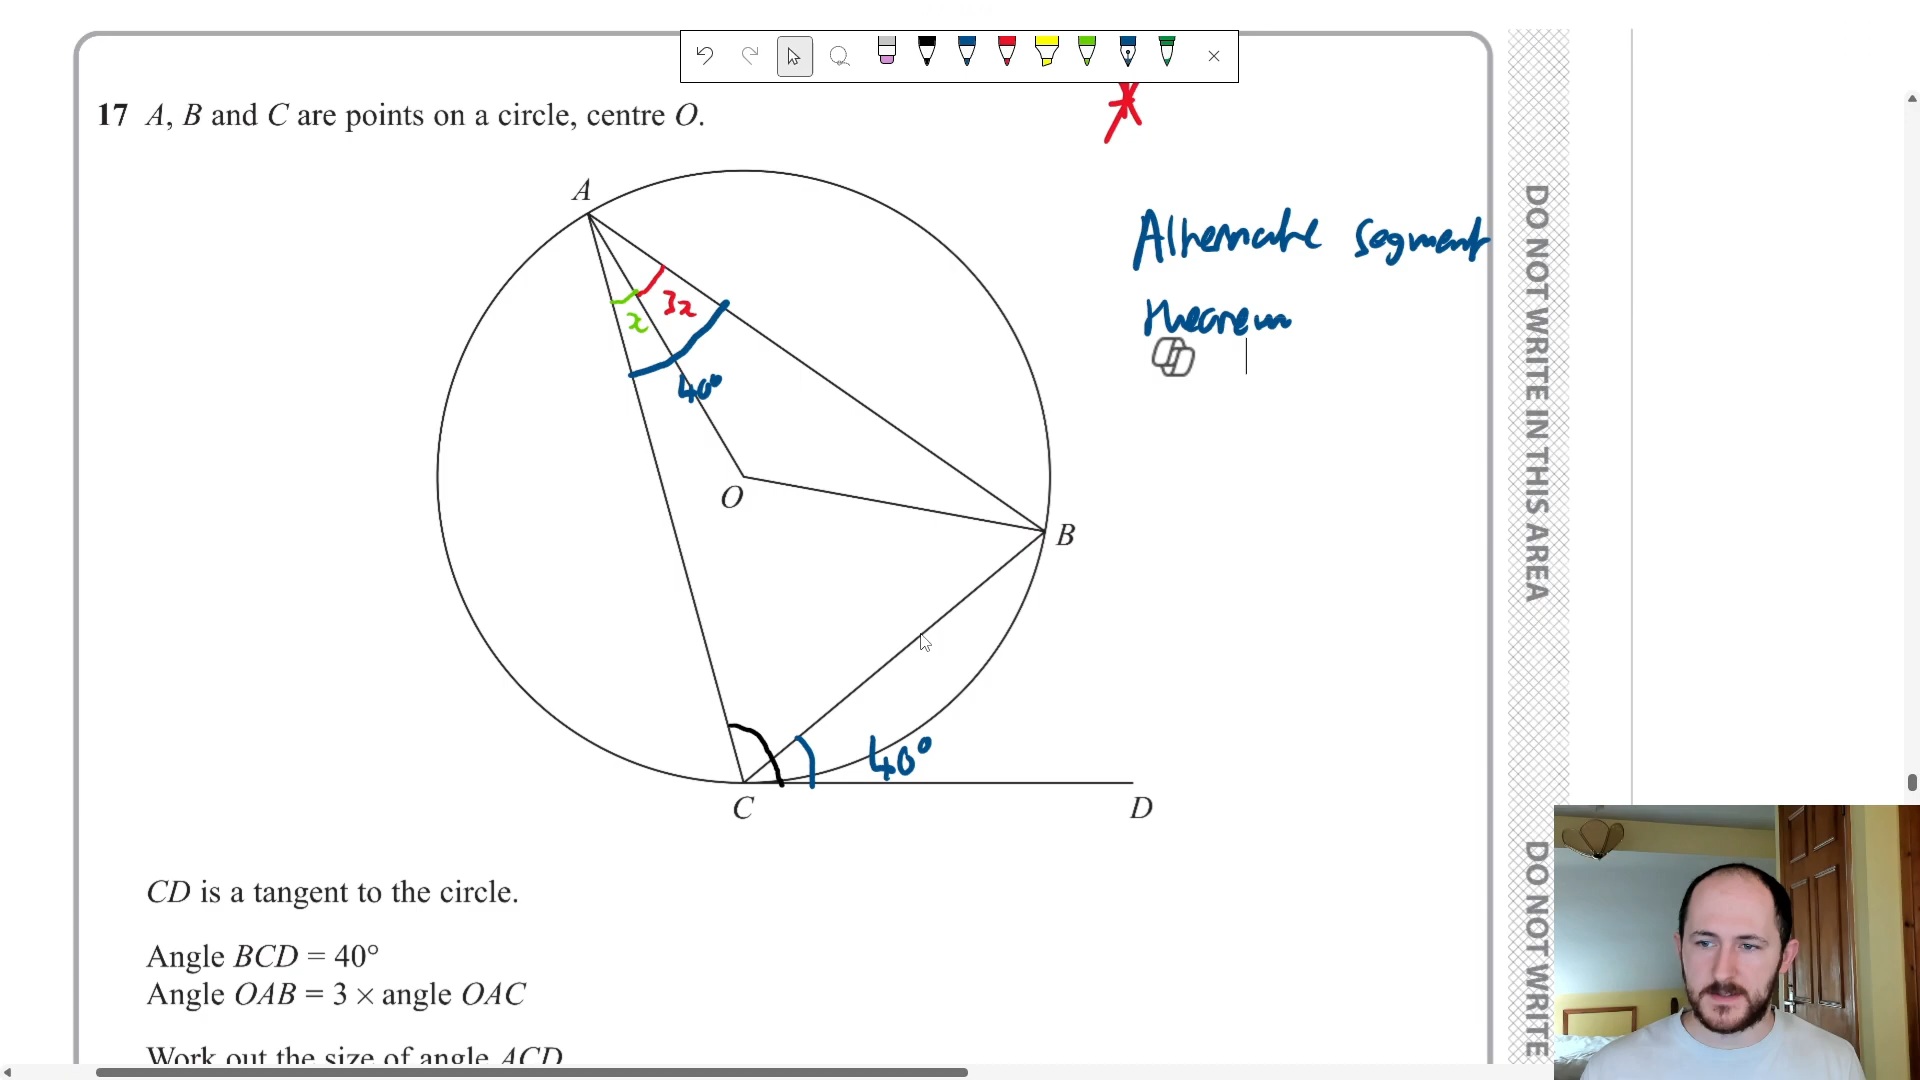 17 A, B and C are points on a circle, centre O.
A
Alternate segment
theorem
x
3x
40°
O
B
40°
C
D
CD is a tangent to the circle.
Angle BCD = 40°
Angle OAB = 3 × angle OAC
Work out the size of angle ACD
DO NOT WRITE IN THIS AREA
DO NOT WRITE